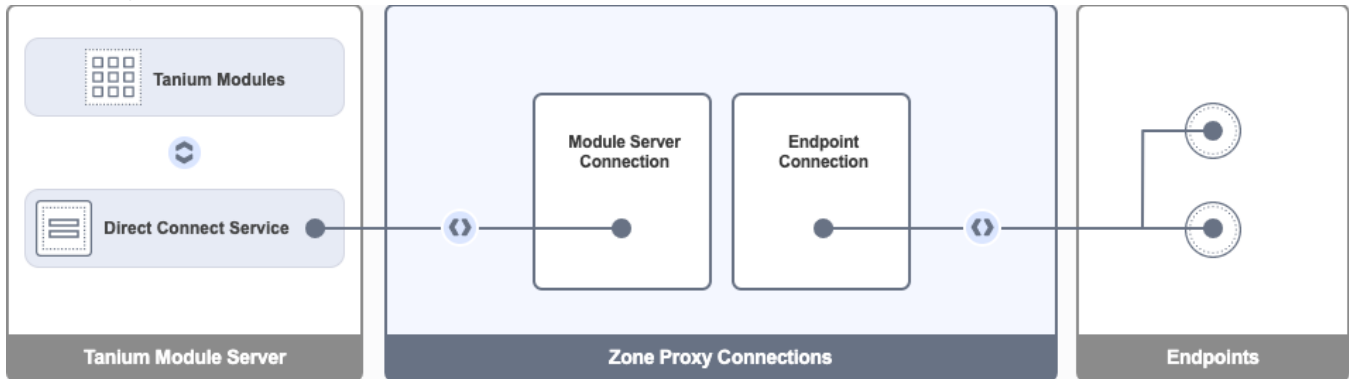 Tanium Modules
Direct Connect Service
Module Server
Connection
Endpoint
Connection
Tanium Module Server
Zone Proxy Connections
Endpoints